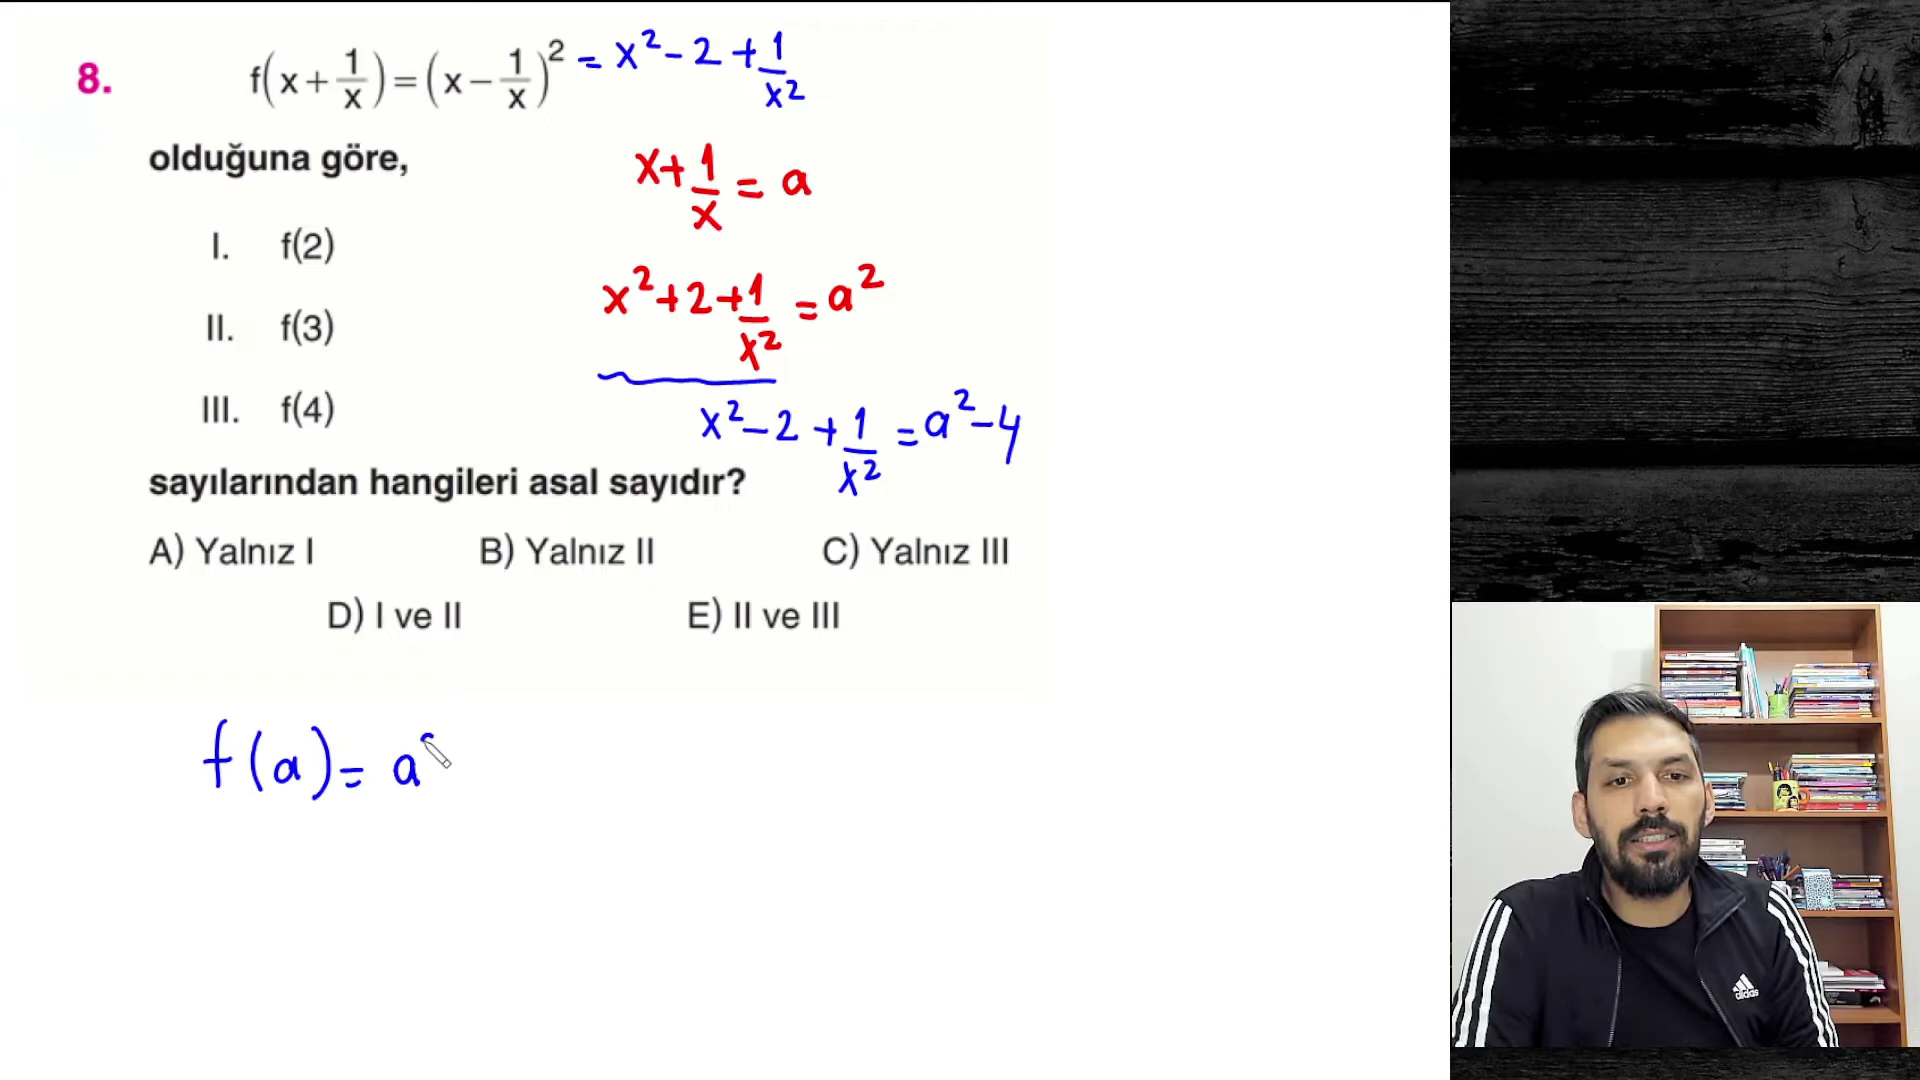 8. f(x + 1/x) = (x − 1/x)² = x² - 2 + 1/x²
olduğuna göre,
x + 1/x = a
I. f(2)
x² + 2 + 1/x² = a²
II. f(3)
III. f(4)
x² - 2 + 1/x² = a² - 4
sayılarından hangileri asal sayıdır?
A) Yalnız I B) Yalnız II C) Yalnız III
D) I ve II E) II ve III
f(a) = a
adidas